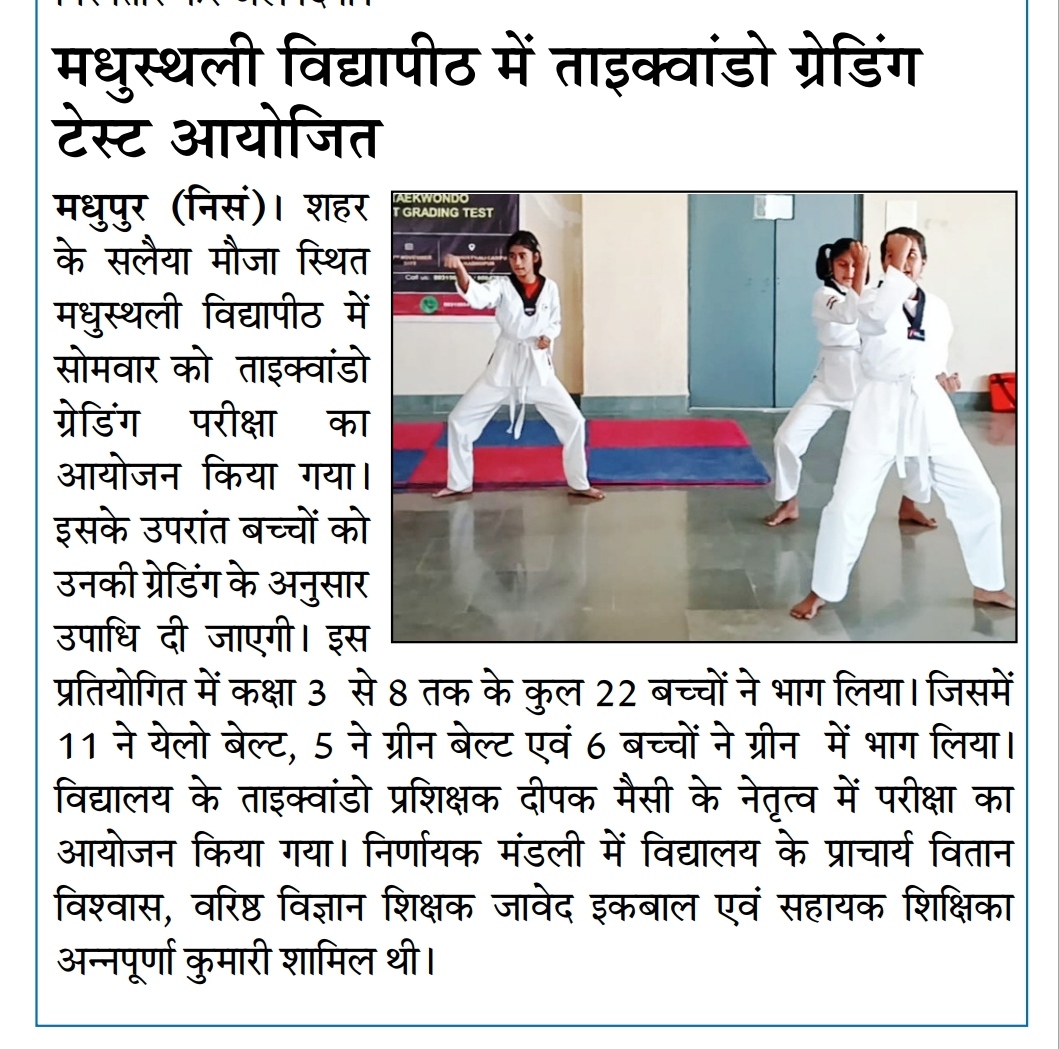 मधुस्थली विद्यापीठ में ताइक्वांडो ग्रेडिंग
टेस्ट आयोजित
मधुपुर (निसं)। शहर
के सलैया मौजा स्थित
मधुस्थली विद्यापीठ में
सोमवार को ताइक्वांडो
ग्रेडिंग परीक्षा का
आयोजन किया गया।
इसके उपरांत बच्चों को
उनकी ग्रेडिंग के अनुसार
उपाधि दी जाएगी। इस
प्रतियोगित में कक्षा 3 से 8 तक के कुल 22 बच्चों ने भाग लिया। जिसमें
11 ने येलो बेल्ट, 5 ने ग्रीन बेल्ट एवं 6 बच्चों ने ग्रीन में भाग लिया।
विद्यालय के ताइक्वांडो प्रशिक्षक दीपक मैसी के नेतृत्व में परीक्षा का
आयोजन किया गया। निर्णायक मंडली में विद्यालय के प्राचार्य वितान
विश्वास, वरिष्ठ विज्ञान शिक्षक जावेद इकबाल एवं सहायक शिक्षिका
अन्नपूर्णा कुमारी शामिल थी।
TAEKWONDO
T GRADING TEST